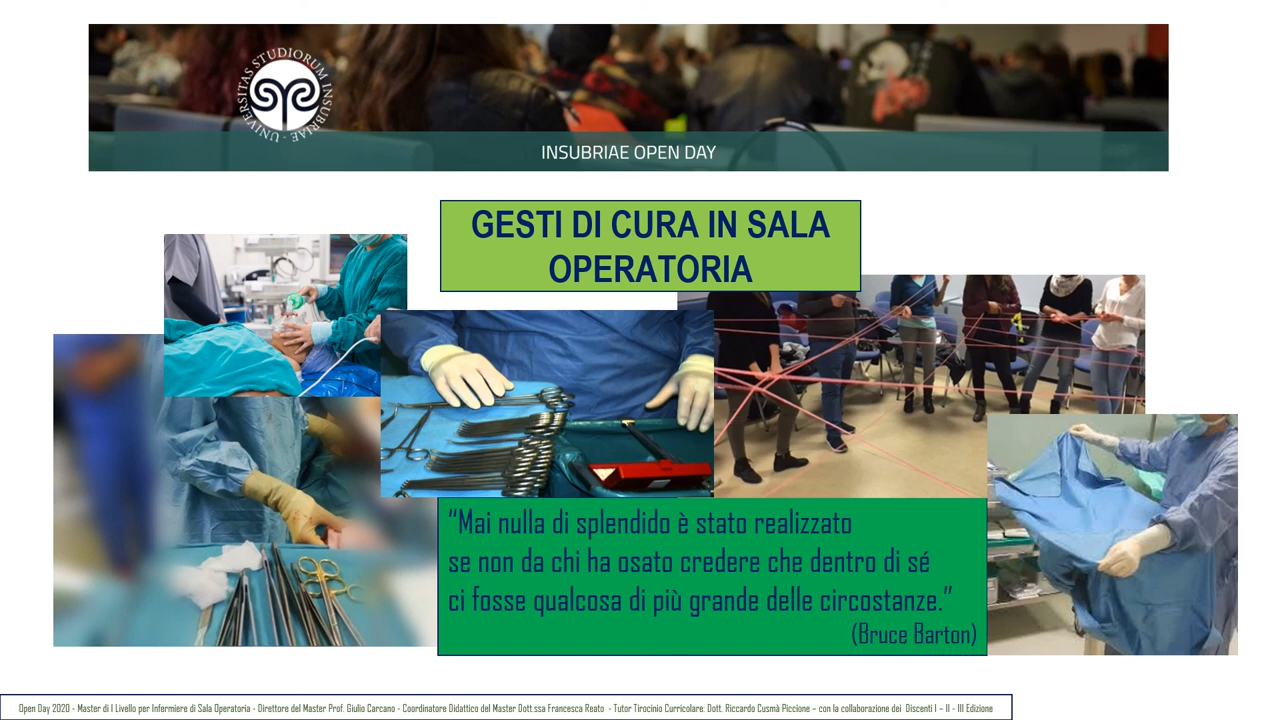 UNIVERSITAS STUDIORUM INSUBRIAE
INSUBRIAE OPEN DAY
GESTI DI CURA IN SALA
OPERATORIA
“Mai nulla di splendido è stato realizzato
se non da chi ha osato credere che dentro di sé
ci fosse qualcosa di più grande delle circostanze.”
(Bruce Barton)
Open Day 2020 - Master di I Livello per Infermiere di Sala Operatoria - Direttore del Master Prof. Giulio Carcano - Coordinatore Didattico del Master Dott.ssa Francesca Reato - Tutor Tirocinio Curricolare: Dott. Riccardo Cusmà Piccione – con la collaborazione dei Discenti I – II - III Edizione